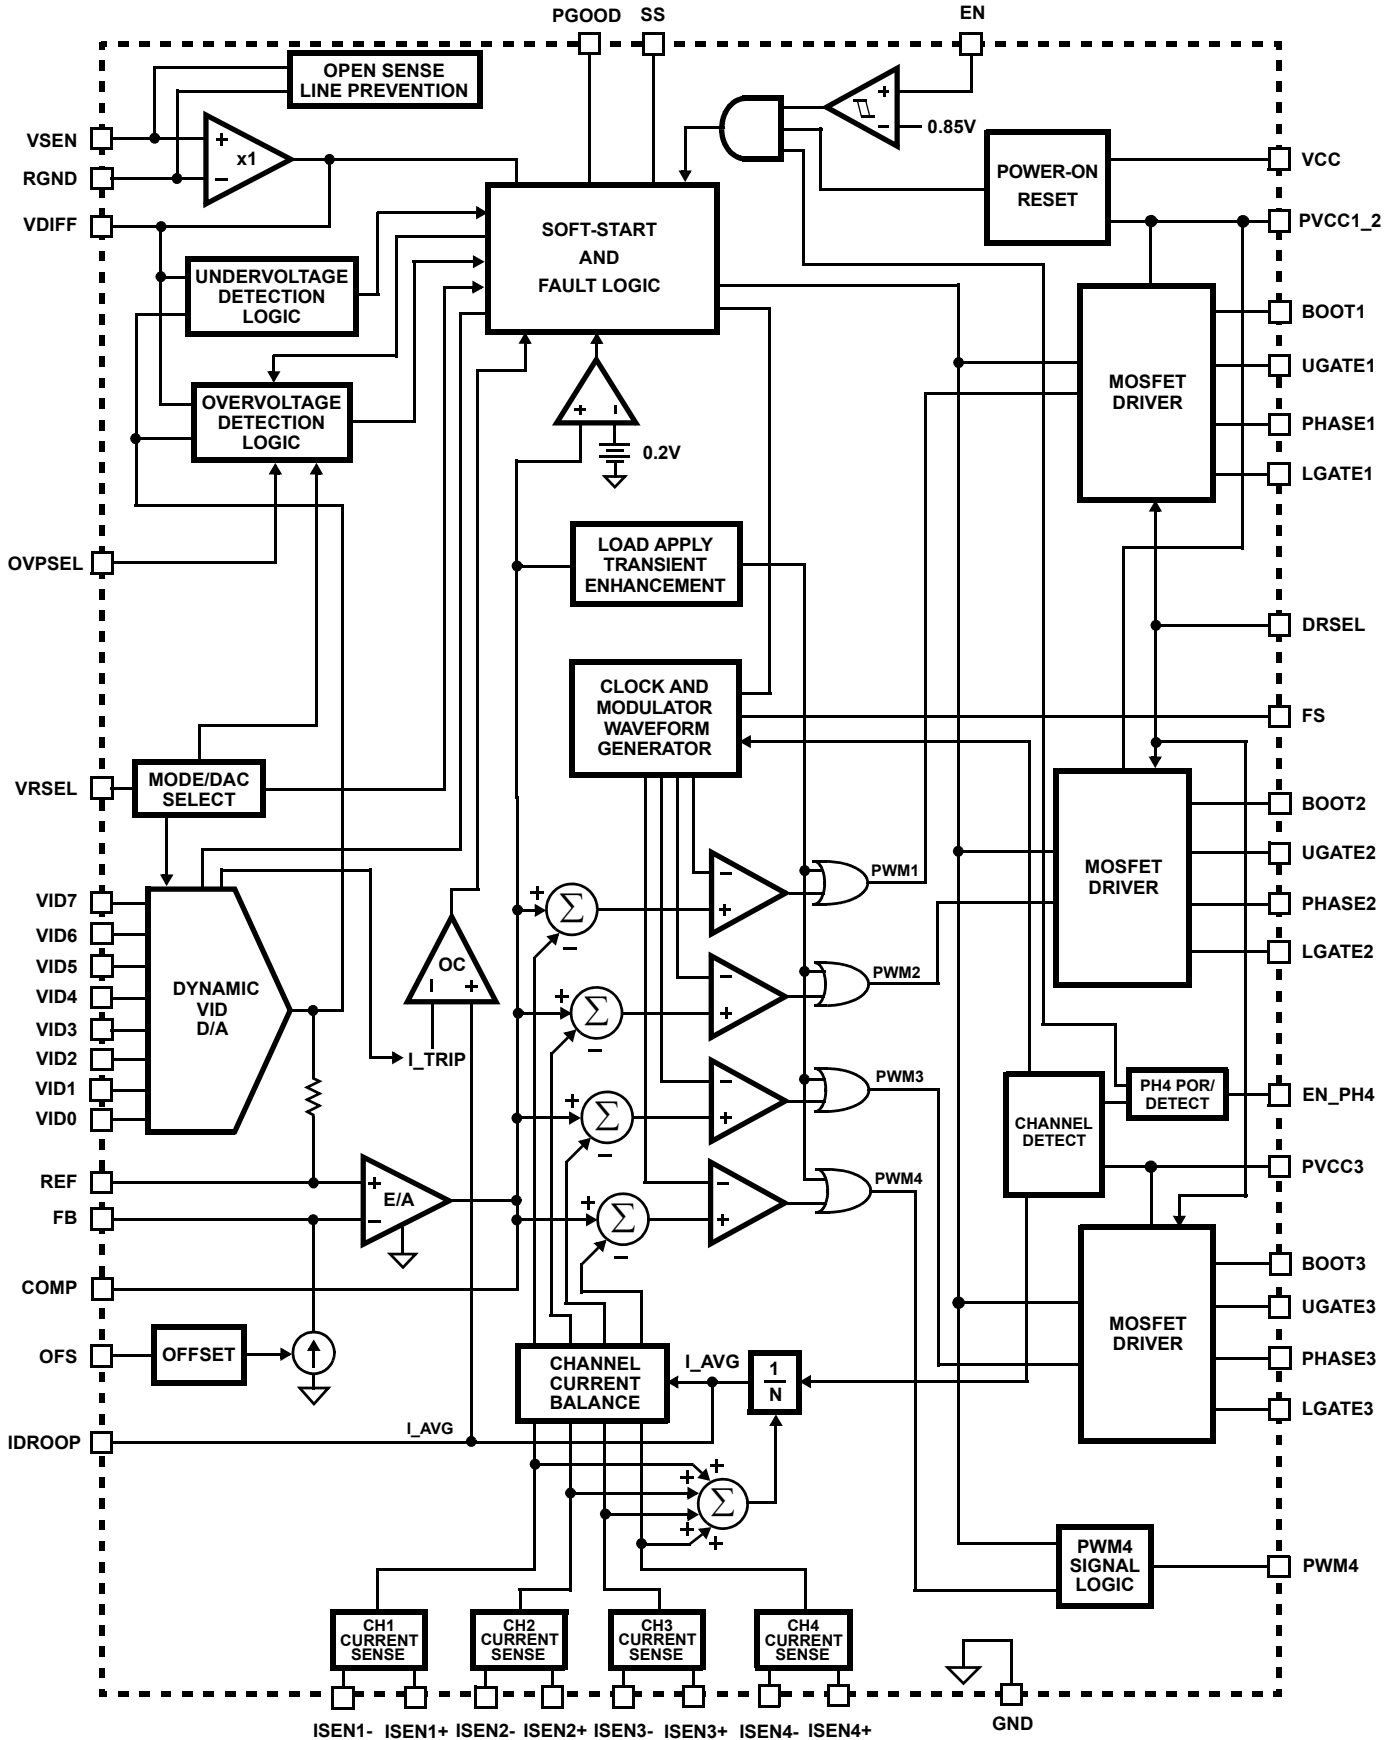 PGOOD SS EN
OPEN SENSE
LINE PREVENTION
VSEN
+
x1
−
RGND
VDIFF
+
−
0.85V
POWER-ON
RESET
VCC
PVCC1_2
SOFT-START
AND
FAULT LOGIC
UNDERVOLTAGE
DETECTION
LOGIC
OVERVOLTAGE
DETECTION
LOGIC
+ −
0.2V
MOSFET
DRIVER
BOOT1
UGATE1
PHASE1
LGATE1
OVPSEL
LOAD APPLY
TRANSIENT
ENHANCEMENT
DRSEL
CLOCK AND
MODULATOR
WAVEFORM
GENERATOR
FS
VRSEL
MODE/DAC
SELECT
MOSFET
DRIVER
BOOT2
UGATE2
PHASE2
LGATE2
VID7
VID6
VID5
VID4
VID3
VID2
VID1
VID0
DYNAMIC
VID
D/A
OC
− +
I_TRIP
+
Σ
−
−
+
PWM1
+
Σ
−
−
+
PWM2
+
Σ
−
−
+
PWM3
+
Σ
−
−
+
PWM4
CHANNEL
DETECT
PH4 POR/
DETECT
EN_PH4
PVCC3
REF
FB
+
E/A
−
COMP
OFS
OFFSET
IDROOP
I_AVG
CHANNEL
CURRENT
BALANCE
I_AVG
1
N
+
+
Σ
+
+
MOSFET
DRIVER
BOOT3
UGATE3
PHASE3
LGATE3
PWM4
SIGNAL
LOGIC
PWM4
CH1
CURRENT
SENSE
CH2
CURRENT
SENSE
CH3
CURRENT
SENSE
CH4
CURRENT
SENSE
ISEN1- ISEN1+ ISEN2- ISEN2+ ISEN3- ISEN3+ ISEN4- ISEN4+
GND